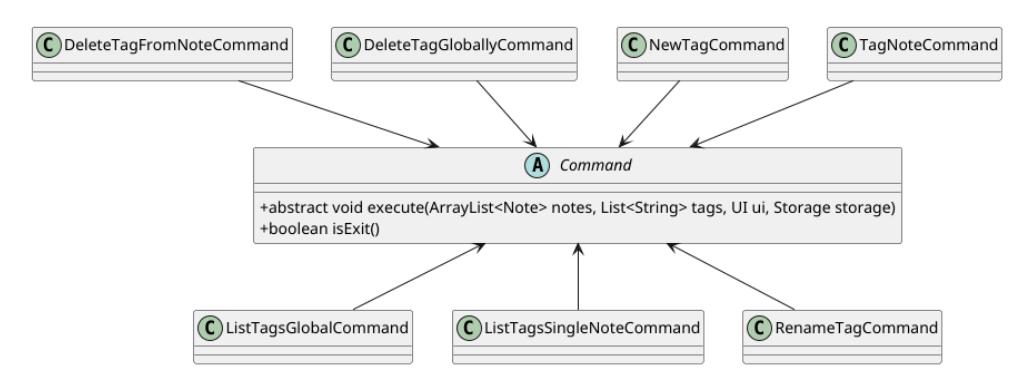 C DeleteTagFromNoteCommand
C DeleteTagGloballyCommand
C NewTagCommand
C TagNoteCommand
A Command
+abstract void execute(ArrayList<Note> notes, List<String> tags, UI ui, Storage storage)
+boolean isExit()
C ListTagsGlobalCommand
C ListTagsSingleNoteCommand
C RenameTagCommand